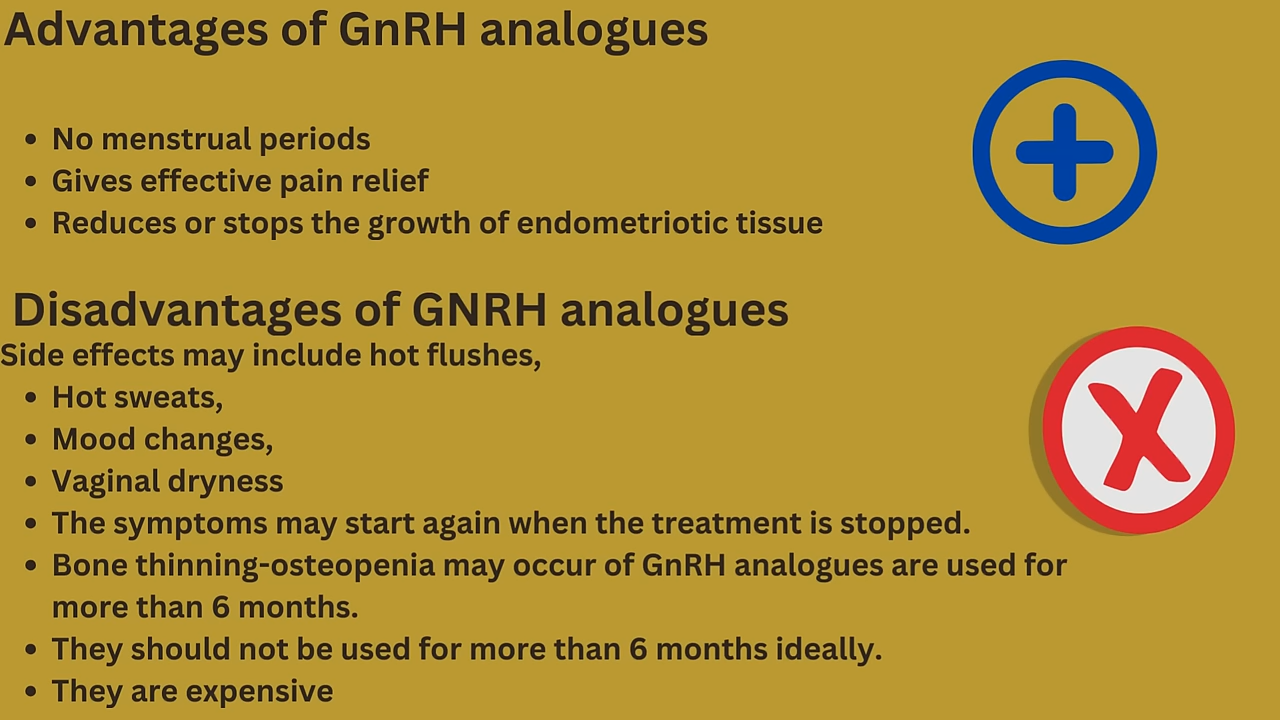 Advantages of GnRH analogues
• No menstrual periods
• Gives effective pain relief
• Reduces or stops the growth of endometriotic tissue
Disadvantages of GNRH analogues
Side effects may include hot flushes,
• Hot sweats,
• Mood changes,
• Vaginal dryness
• The symptoms may start again when the treatment is stopped.
• Bone thinning-osteopenia may occur of GnRH analogues are used for
more than 6 months.
• They should not be used for more than 6 months ideally.
• They are expensive